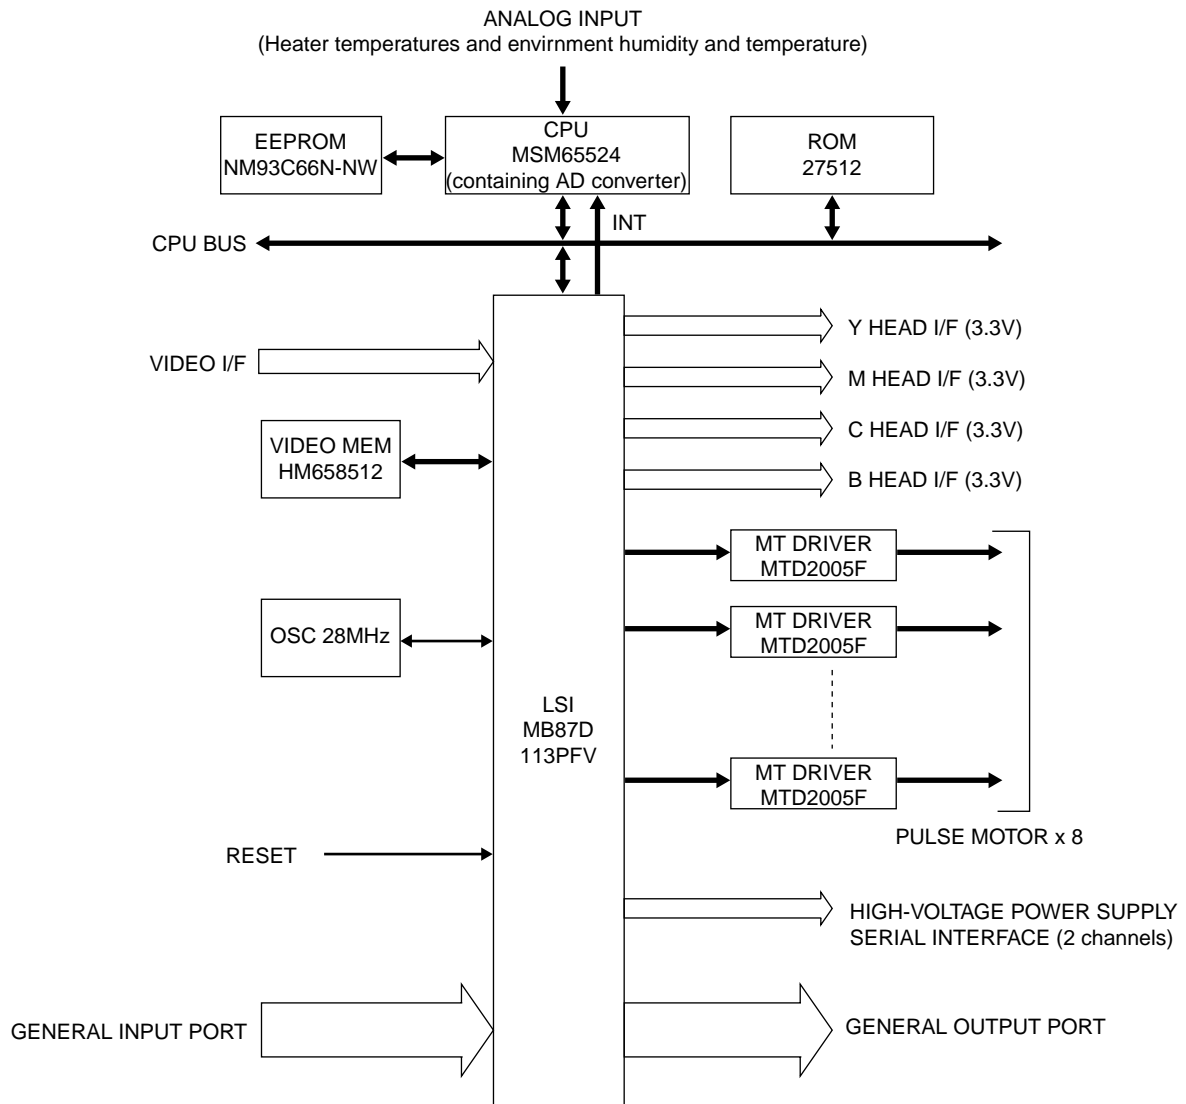 ANALOG INPUT
(Heater temperatures and envirnment humidity and temperature)
EEPROM
NM93C66N-NW
CPU
MSM65524
(containing AD converter)
ROM
27512
INT
CPU BUS
VIDEO I/F
Y HEAD I/F (3.3V)
M HEAD I/F (3.3V)
C HEAD I/F (3.3V)
B HEAD I/F (3.3V)
VIDEO MEM
HM658512
MT DRIVER
MTD2005F
OSC 28MHz
MT DRIVER
MTD2005F
LSI
MB87D
113PFV
MT DRIVER
MTD2005F
PULSE MOTOR x 8
RESET
HIGH-VOLTAGE POWER SUPPLY
SERIAL INTERFACE (2 channels)
GENERAL INPUT PORT
GENERAL OUTPUT PORT